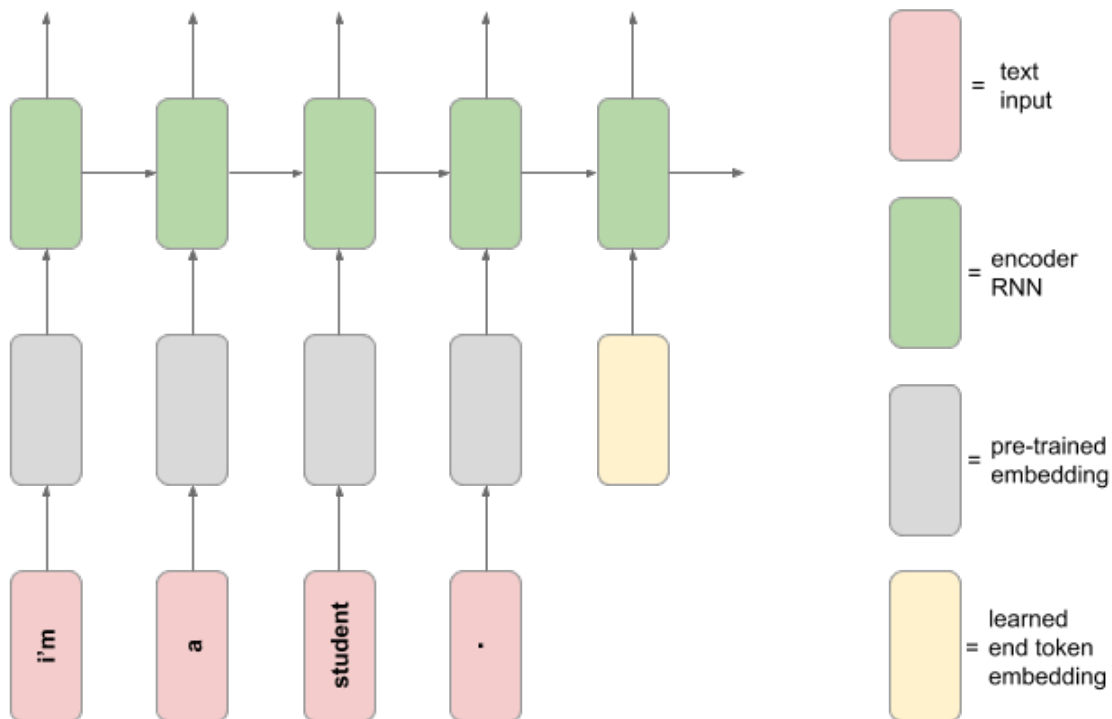 i'm
a
student
.
= text
input
= encoder
RNN
= pre-trained
embedding
learned
= end token
embedding